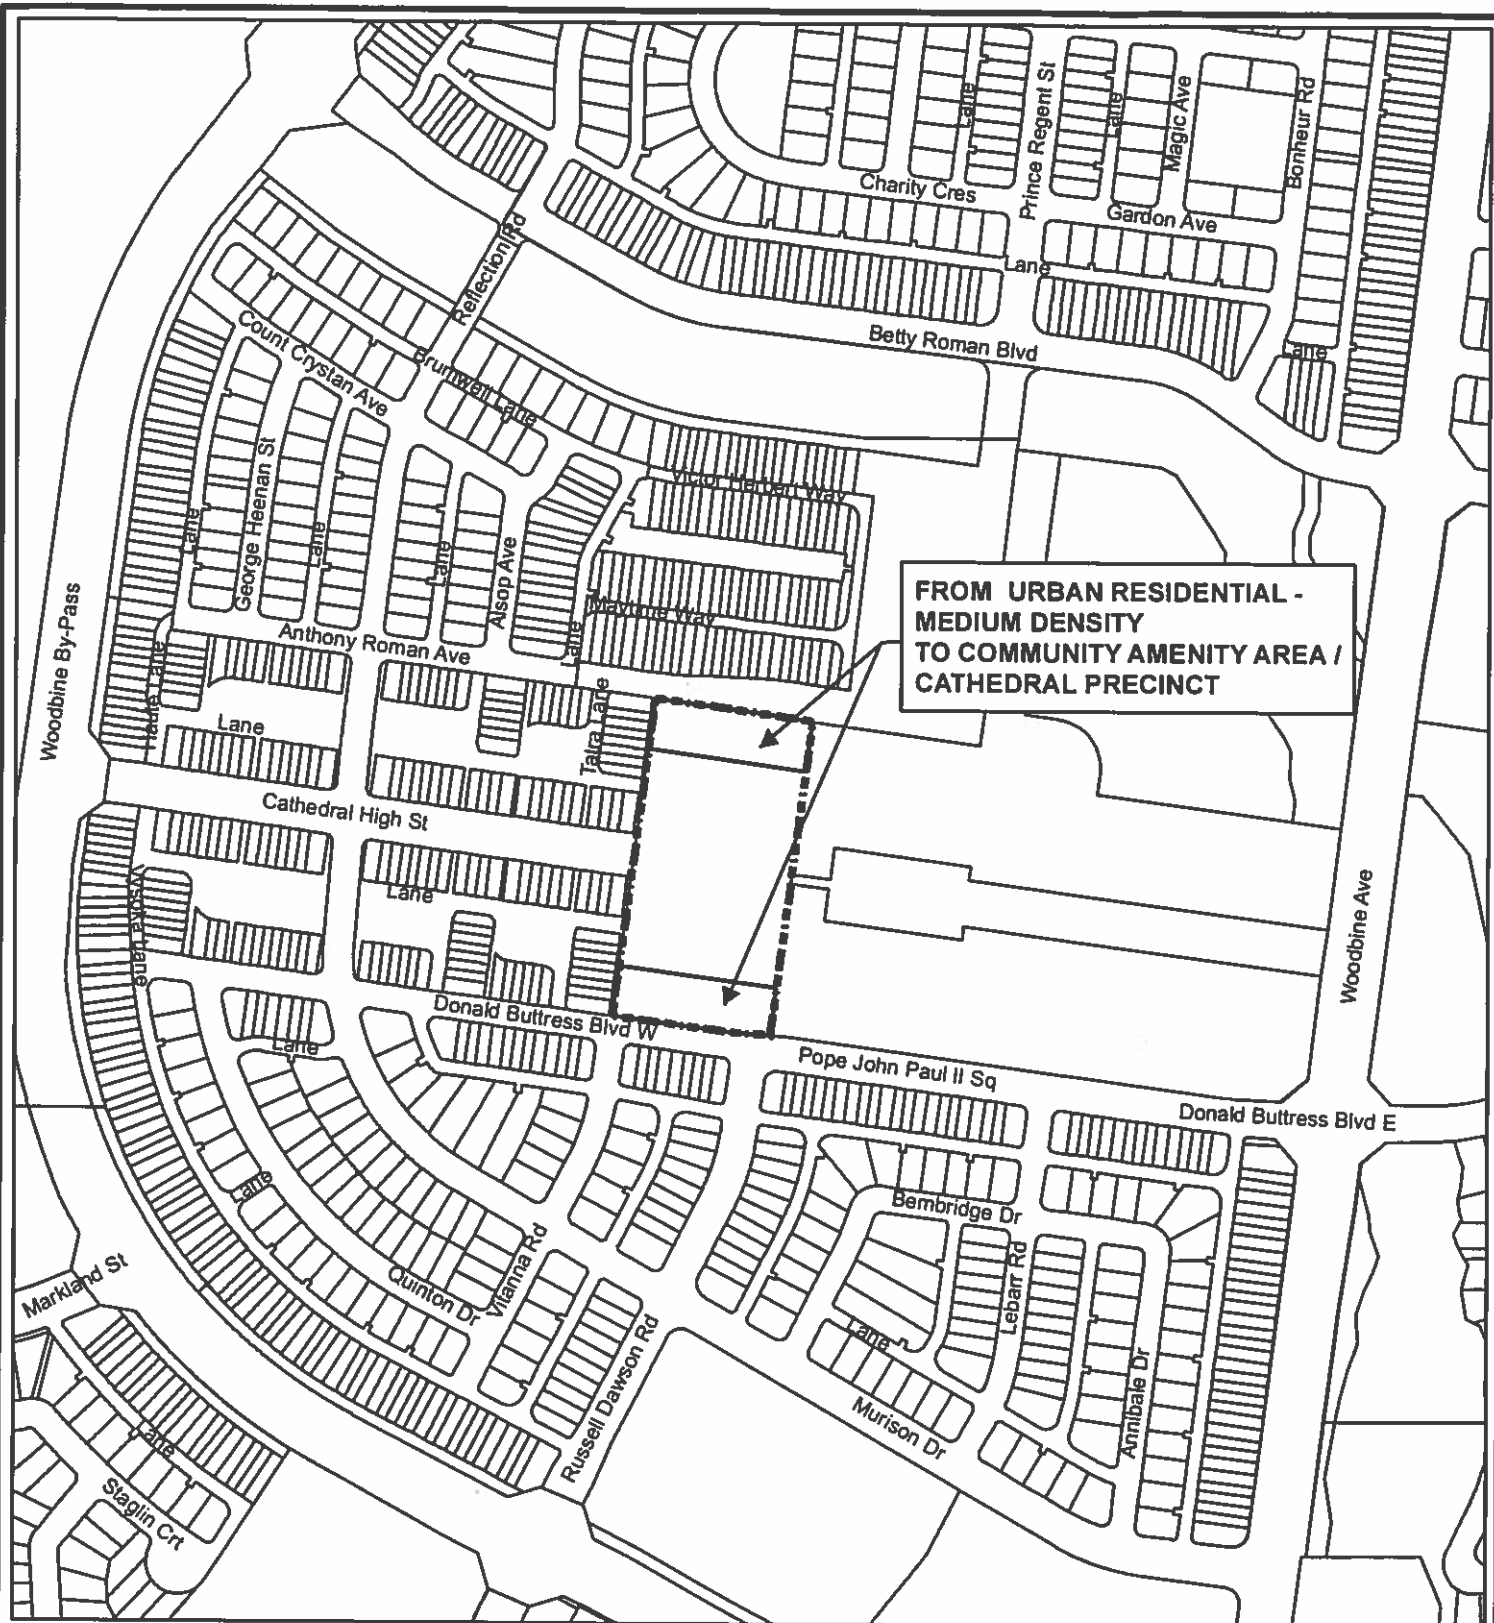 Lane
Prince Regent St
Lane
Magic Ave
Bonheur Rd
Charity Cres
Gardon Ave
Reflection Rd
Lane
Betty Roman Blvd
Lane
Count Crystan Ave
Brumwell Lane
Victor Herbert Way
Lane
George Heenan St
Lane
Lane
Alsop Ave
FROM URBAN RESIDENTIAL -
MEDIUM DENSITY
TO COMMUNITY AMENITY AREA /
CATHEDRAL PRECINCT
Maytime Way
Woodbine By-Pass
Anthony Roman Ave
Lane
Haute Lane
Lane
Talra Lane
Cathedral High St
Lane
Vysoka Lane
Woodbine Ave
Donald Buttress Blvd W
Lane
Pope John Paul II Sq
Donald Buttress Blvd E
Lane
Bembridge Dr
Markland St
Quinton Dr
Vitanna Rd
Lebarr Rd
Lane
Russell Dawson Rd
Annibale Dr
Murison Dr
Lane
Staglin Crt